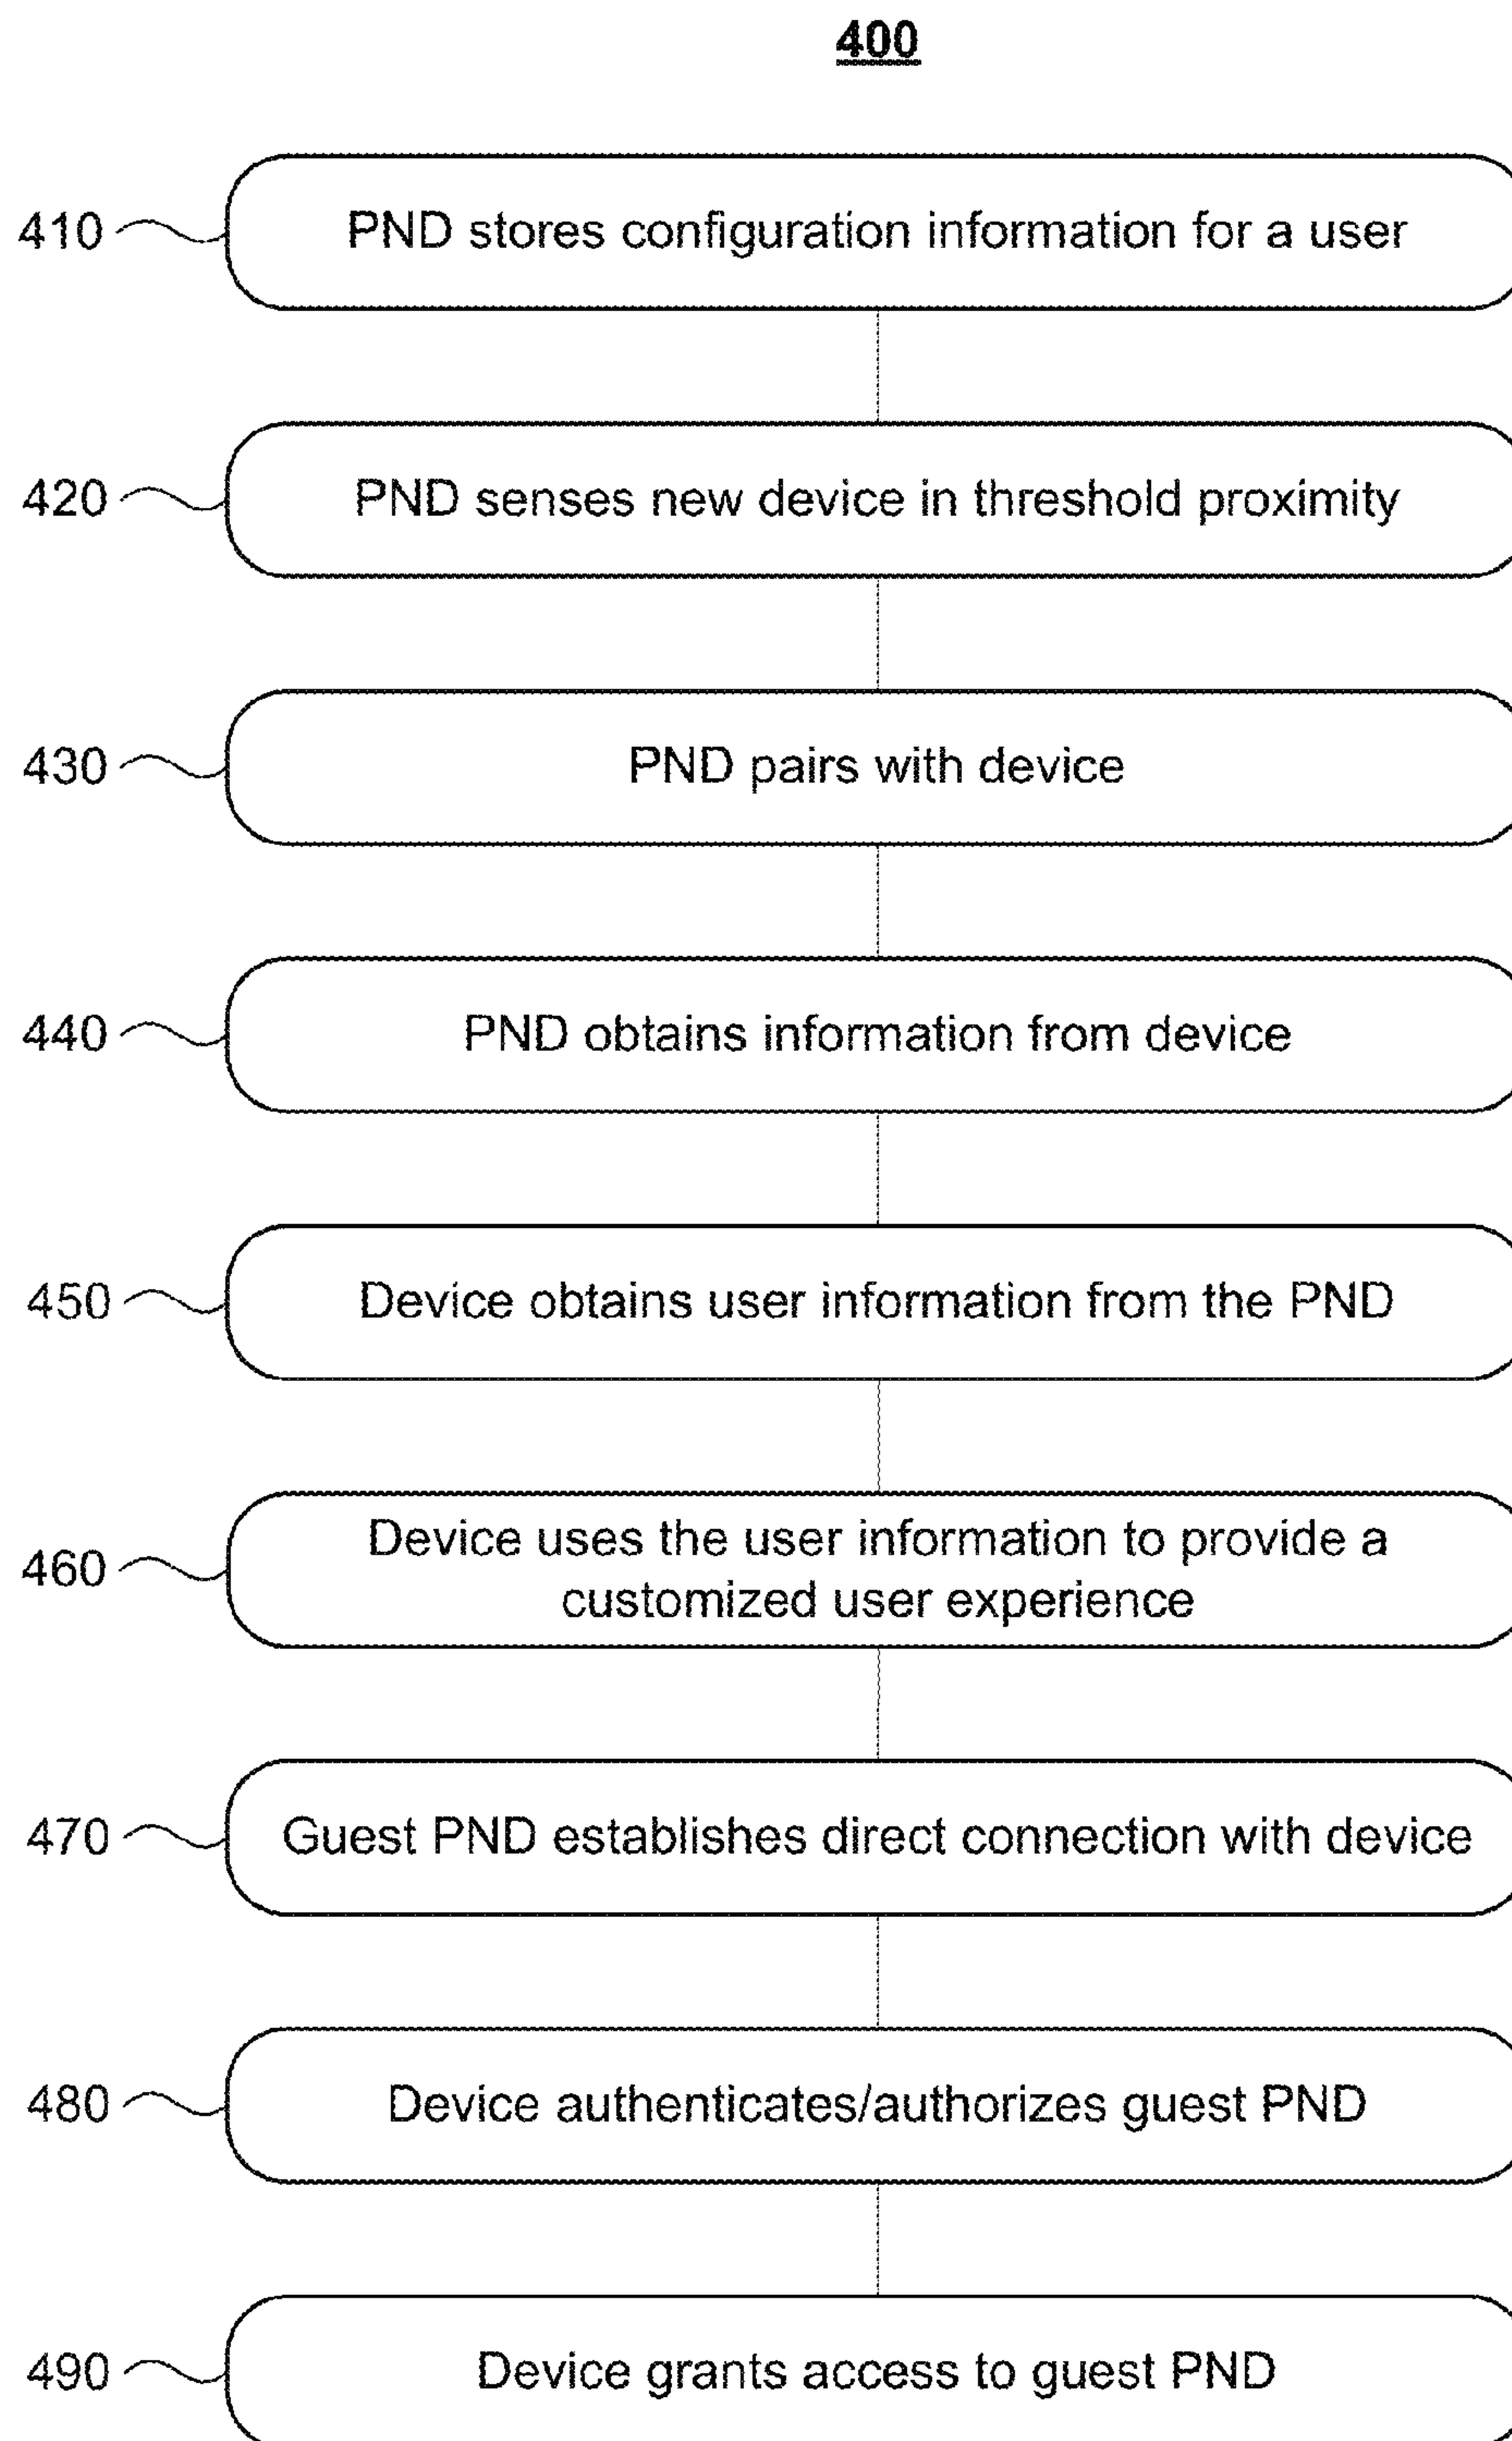 400
410 PND stores configuration information for a user
420 PND senses new device in threshold proximity
430 PND pairs with device
440 PND obtains information from device
450 Device obtains user information from the PND
460 Device uses the user information to provide a
customized user experience
470 Guest PND establishes direct connection with device
480 Device authenticates/authorizes guest PND
490 Device grants access to guest PND